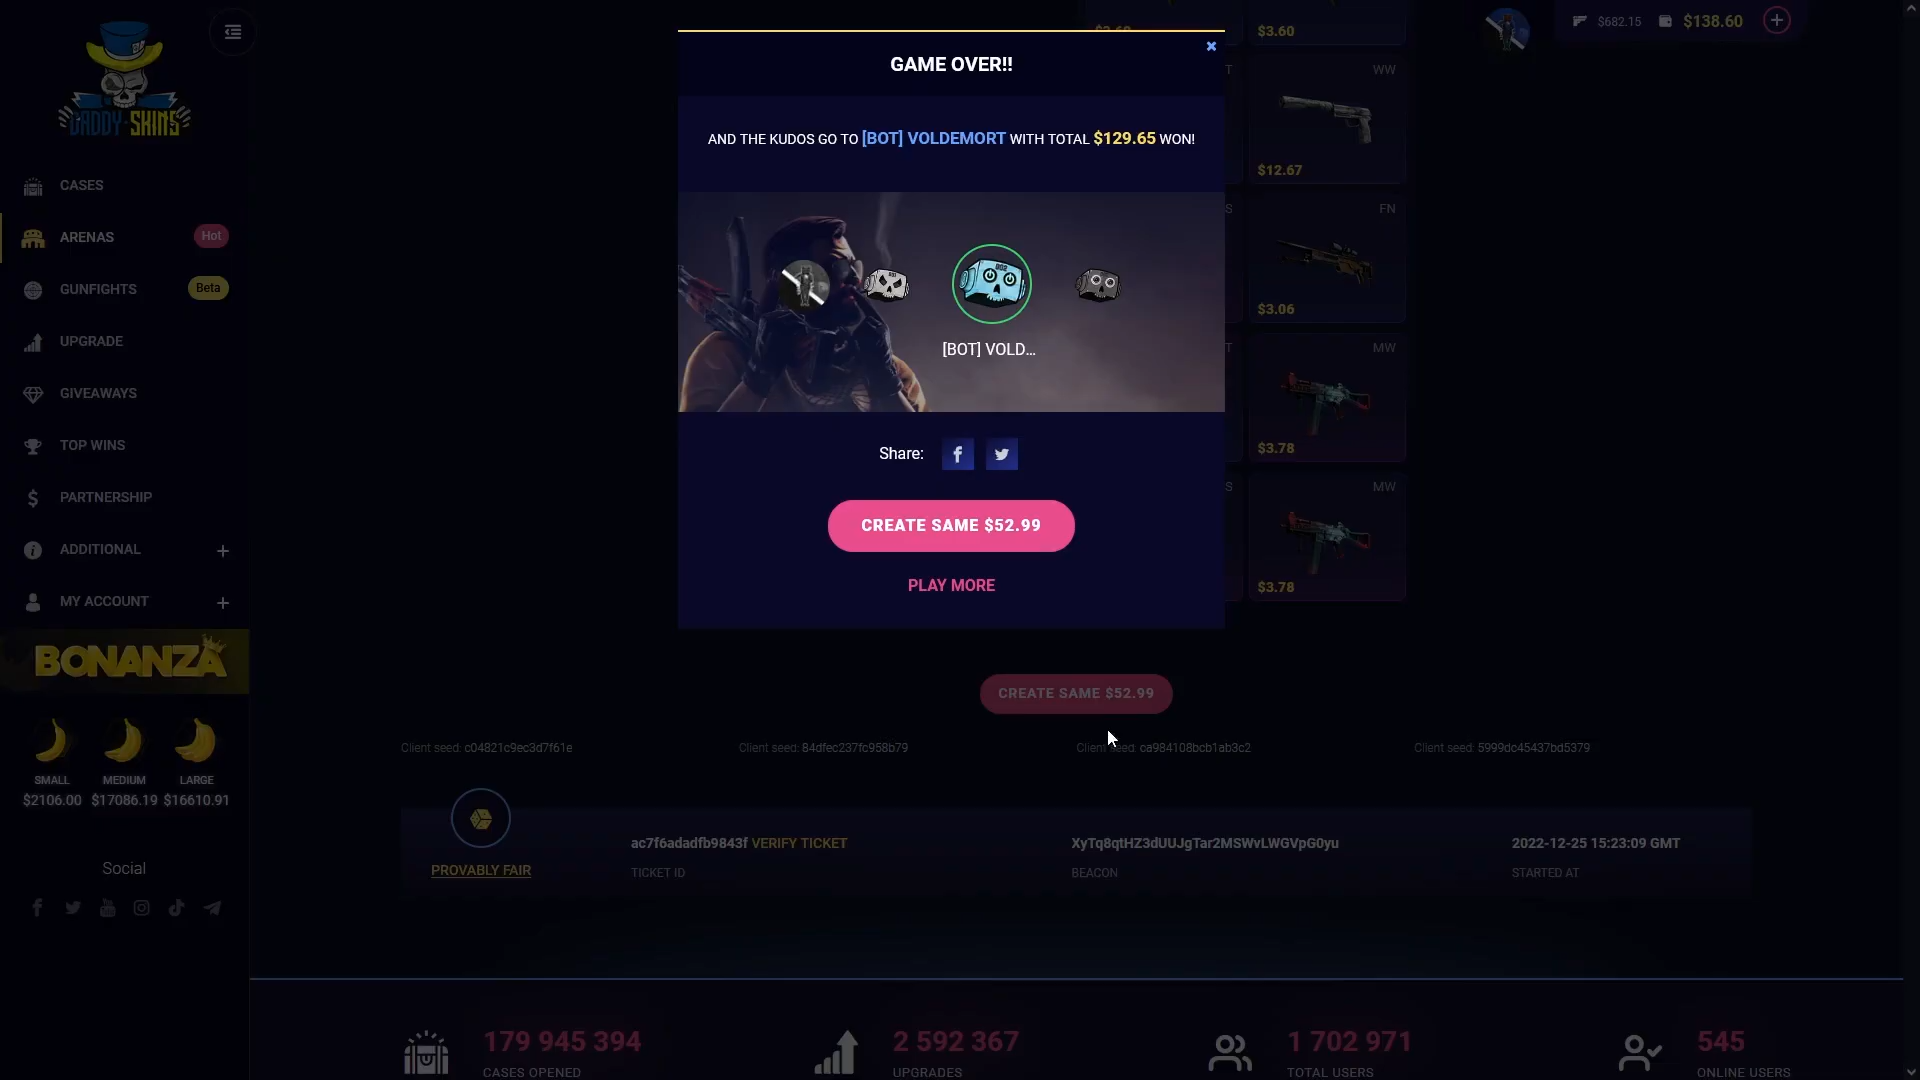 DADDY-SKINS
CASES
ARENAS
Hot
GUNFIGHTS
Beta
UPGRADE
GIVEAWAYS
TOP WINS
PARTNERSHIP
ADDITIONAL
MY ACCOUNT
BONANZA
SMALL
MEDIUM
LARGE
$2106.00
$17086.19
$16610.91
Social
$682.15
$138.60
GAME OVER!!
AND THE KUDOS GO TO [BOT] VOLDEMORT WITH TOTAL $129.65 WON!
[BOT] VOLD...
Share:
CREATE SAME $52.99
PLAY MORE
$3.60
T
WW
$12.67
S
FN
$3.06
T
MW
$3.78
S
MW
$3.78
CREATE SAME $52.99
Client seed: c04821c9ec3d7f61e
Client seed: 84dfec237fc958b79
Client seed: ca984108bcb1ab3c2
Client seed: 5999dc45437bd5379
PROVABLY FAIR
ac7f6adadfb9843f VERIFY TICKET
TICKET ID
XyTq8qtHZ3dUUJgTar2MSWvLWGVpG0yu
BEACON
2022-12-25 15:23:09 GMT
STARTED AT
179 945 394
CASES OPENED
2 592 367
UPGRADES
1 702 971
TOTAL USERS
545
ONLINE USERS